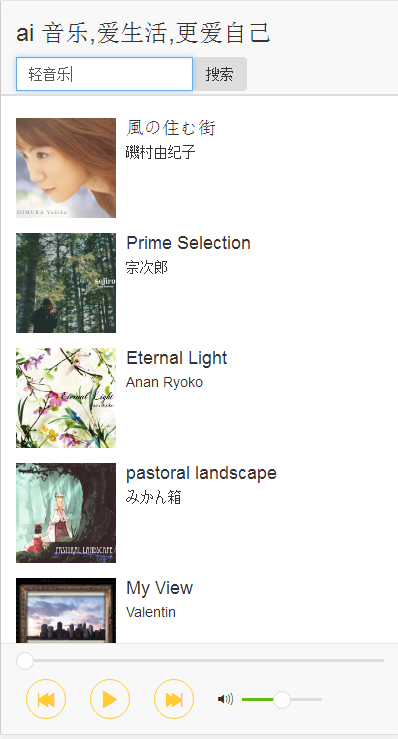 ai 音乐,爱生活,更爱自己
轻音乐
搜索
風の住む街
磯村由纪子
SOMURA Yukiko
Prime Selection
宗次郎
sojiro
Eternal Light
Anan Ryoko
Eternal Light
pastoral landscape
みかん箱
PASTORAL LANDSCAPE
My View
Valentin